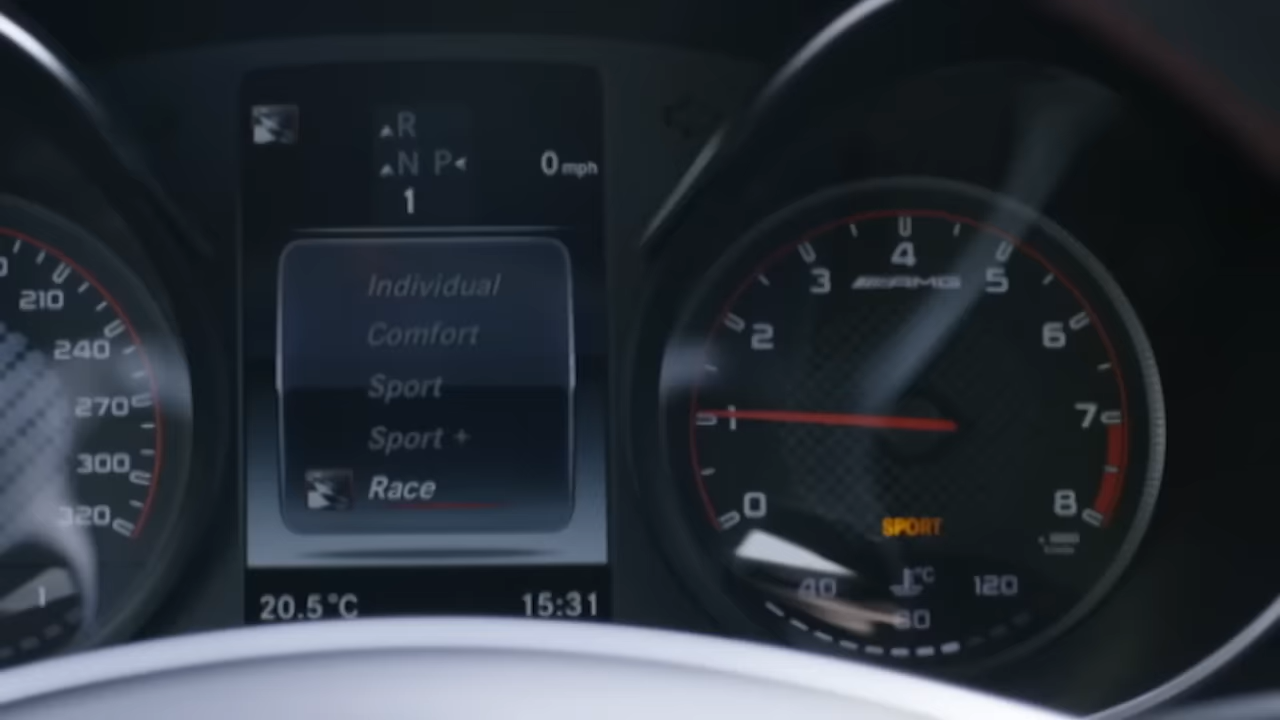 R
N P
0 mph
1
Individual
Comfort
Sport
Sport +
Race
20.5°C 15:31
210
240
270
300
320
1
0
1
2
3
4
5
6
7
8
AMG
SPORT
40
°C
120
80